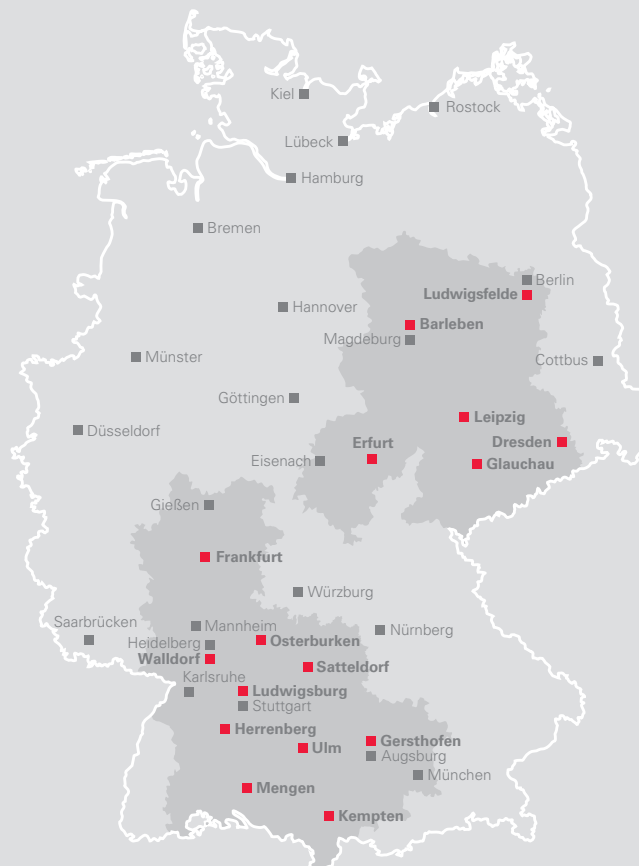 Kiel
Rostock
Lübeck
Hamburg
Bremen
Berlin
Ludwigsfelde
Hannover
Barleben
Magdeburg
Münster
Cottbus
Göttingen
Leipzig
Düsseldorf
Erfurt
Dresden
Eisenach
Glauchau
Gießen
Frankfurt
Würzburg
Saarbrücken
Mannheim
Nürnberg
Heidelberg
Osterburken
Walldorf
Satteldorf
Karlsruhe
Ludwigsburg
Stuttgart
Herrenberg
Gersthofen
Ulm
Augsburg
München
Mengen
Kempten